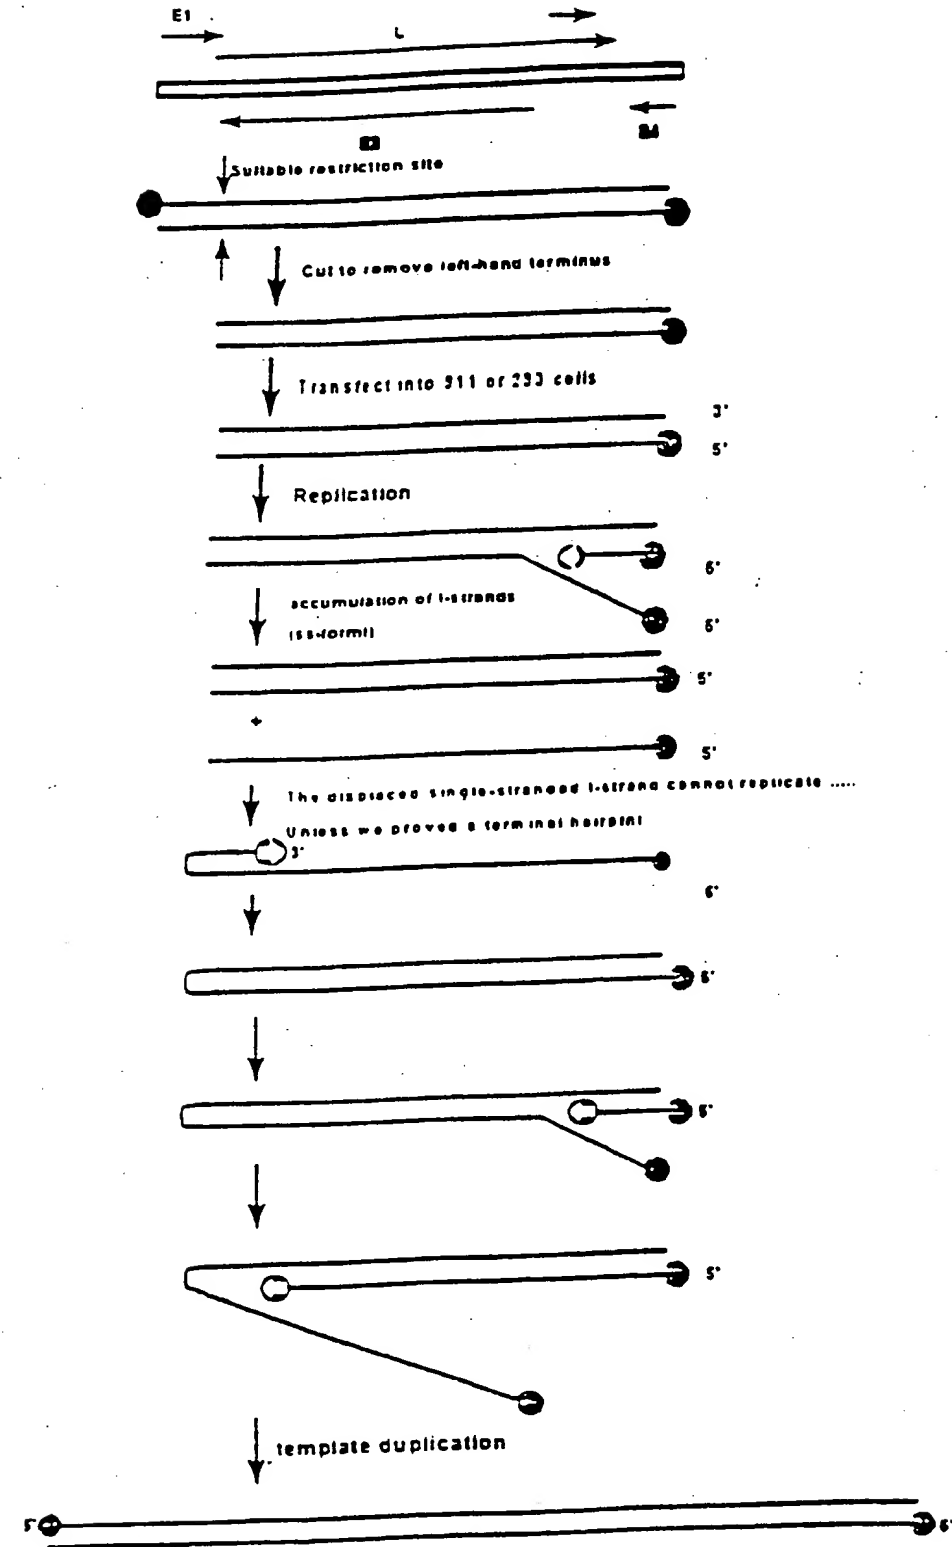 E1
L
E2
E4
Suitable restriction site
Cut to remove left-hand terminus
Transfect into 911 or 293 cells
3'
5'
Replication
5'
accumulation of l-strands
(ss-form!)
5'
5'
+
5'
5'
The displaced single-stranded l-strand cannot replicate .....
Unless we proved a terminal hairpin!
3'
5'
5'
5'
5'
template duplication
5'
5'